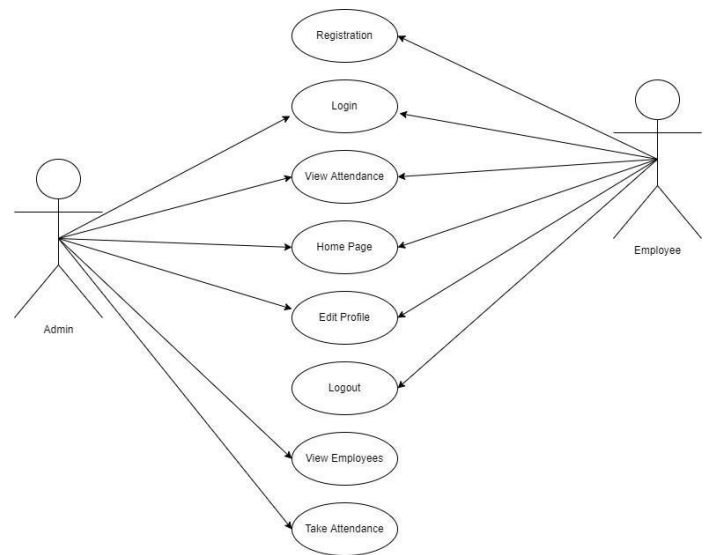 Registration
Login
View Attendance
Home Page
Employee
Edit Profile
Admin
Logout
View Employees
Take Attendance